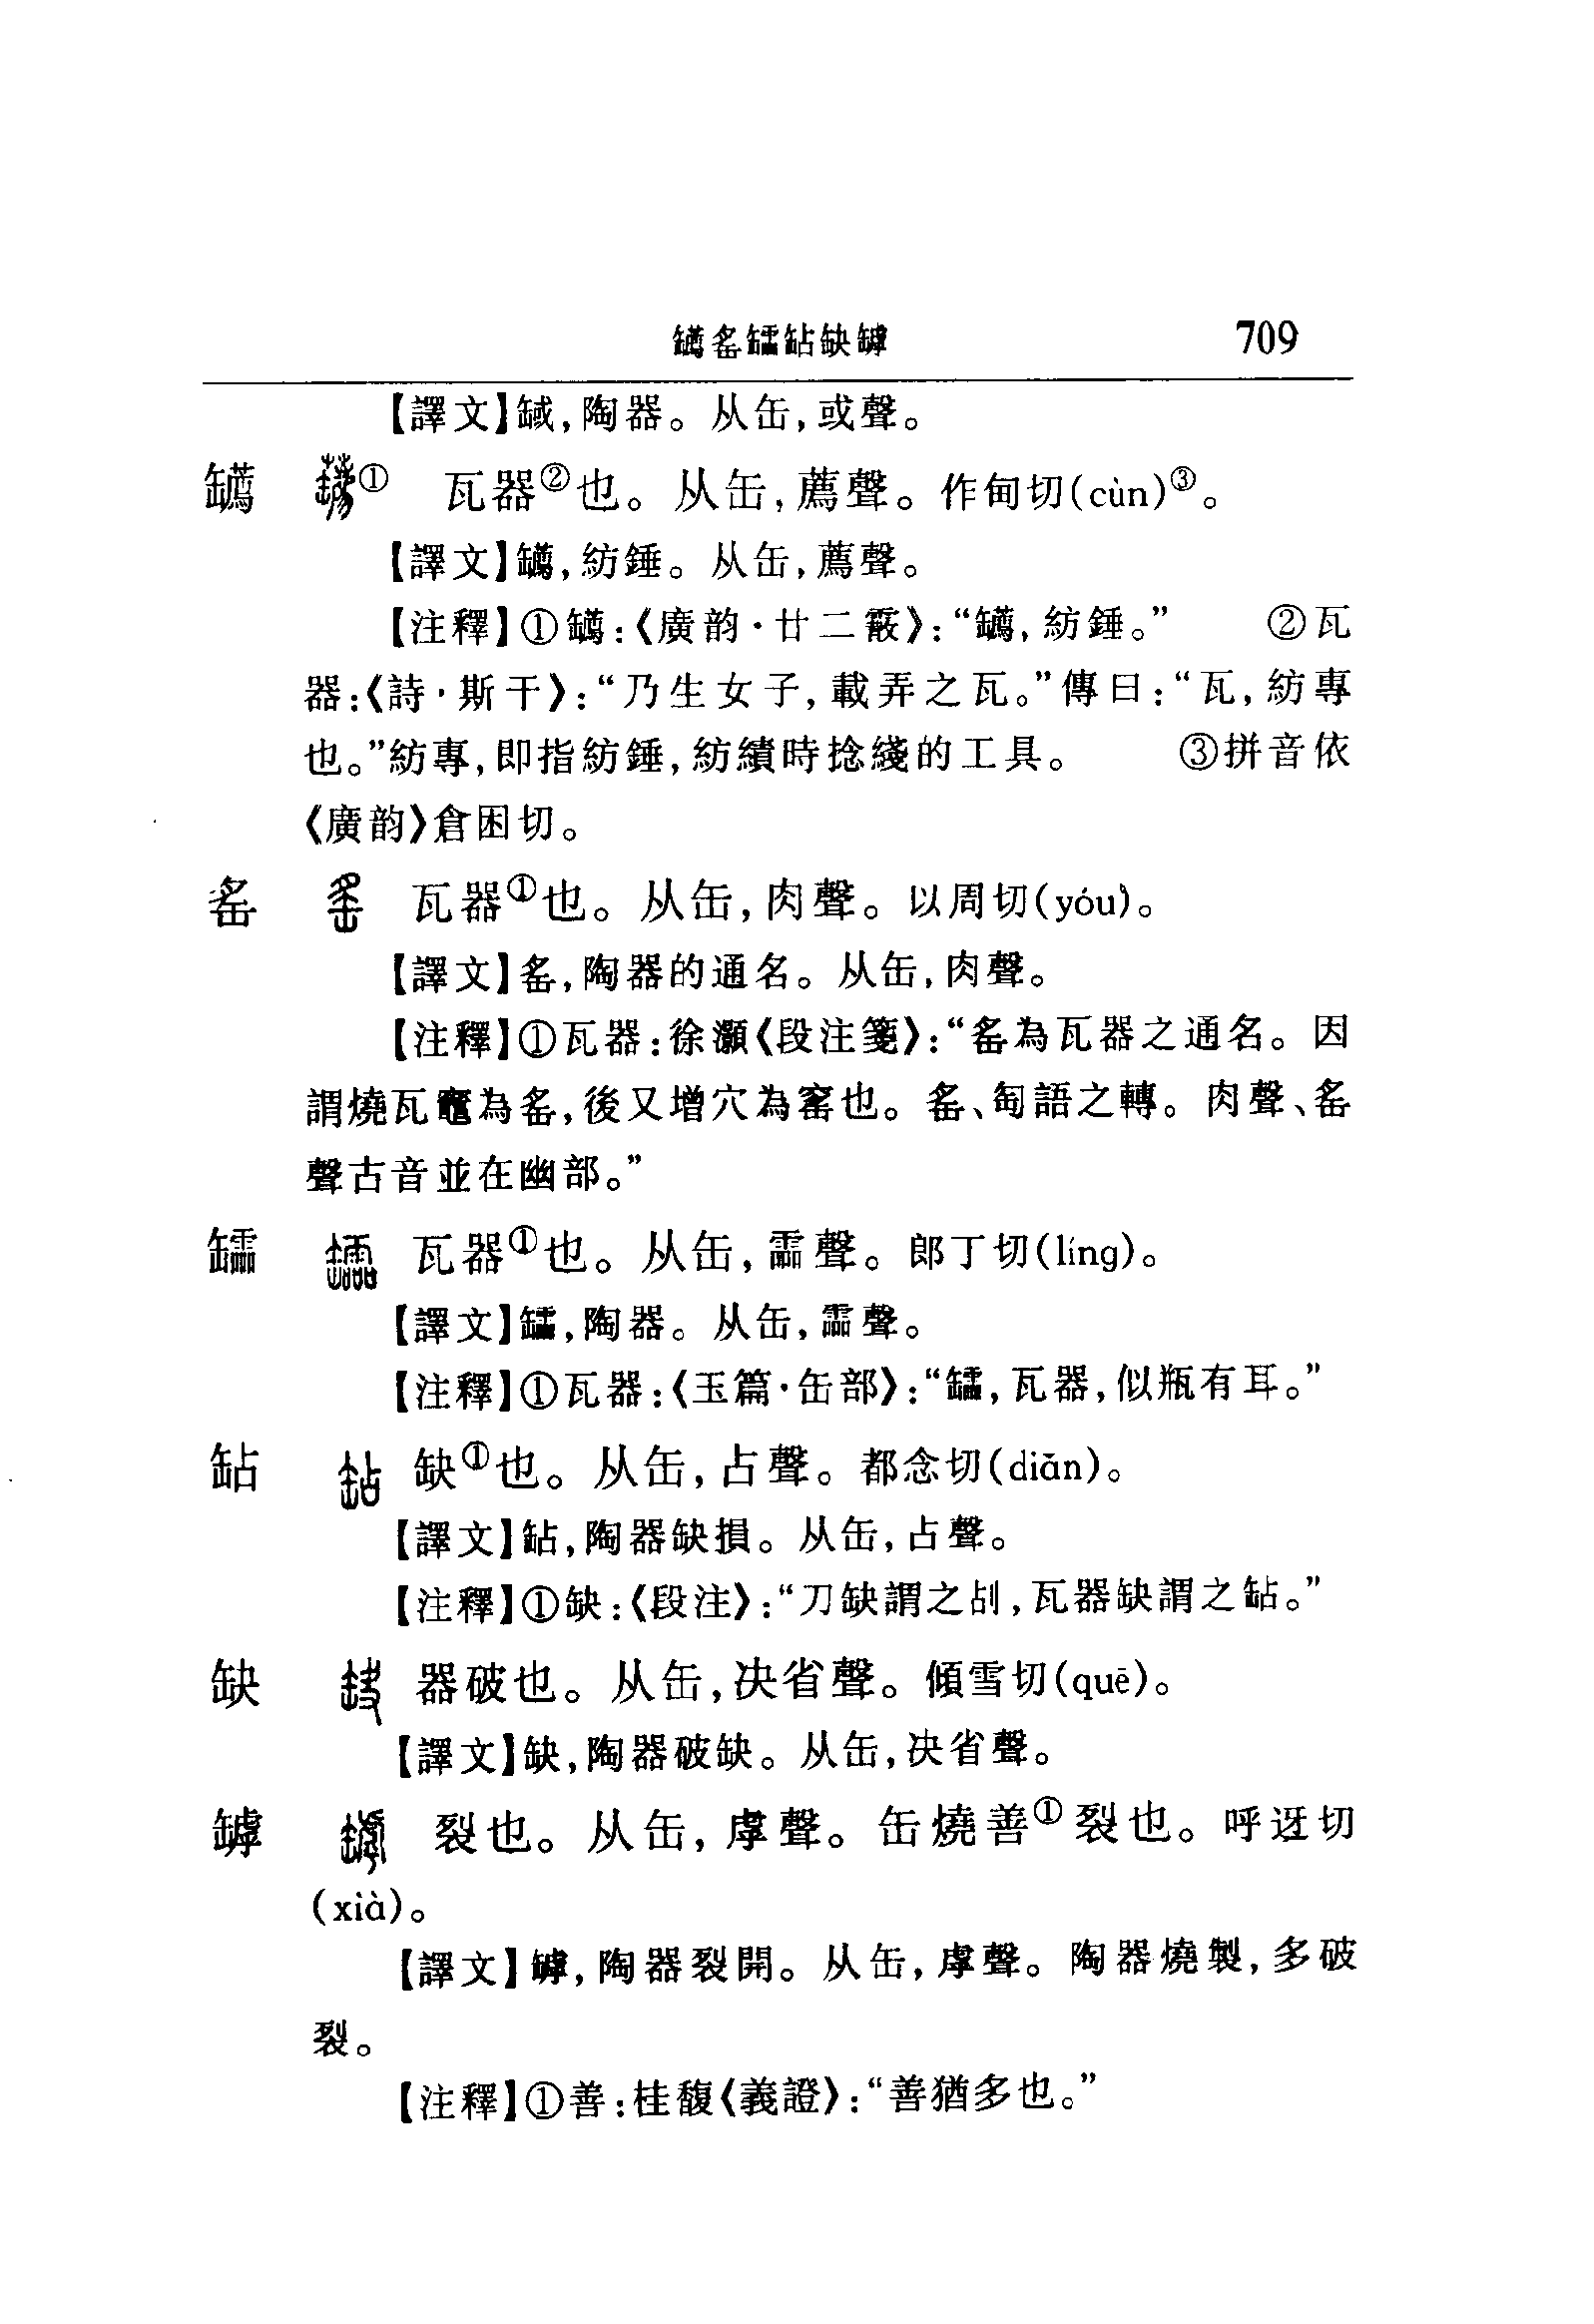 䍎䍃䍅䍄缺罅 709
【譯文】䍞,陶器。从缶,或聲。
䍎 ① 瓦器②也。从缶,薦聲。作甸切(cùn)③。
【譯文】䍎,紡錘。从缶,薦聲。
【注釋】①䍎:《廣韵·廿二霰》:“䍎,紡錘。” ②瓦
器:《詩·斯干》:“乃生女子,載弄之瓦。”傳曰:“瓦,紡專
也。”紡專,即指紡錘,紡績時捻綫的工具。 ③拼音依
《廣韵》倉困切。
䍃 瓦器①也。从缶,肉聲。以周切(yóu)。
【譯文】䍃,陶器的通名。从缶,肉聲。
【注釋】①瓦器:徐灝《段注箋》:“䍃為瓦器之通名。因
謂燒瓦竈為䍃,後又增穴為窰也。䍃、匋語之轉。肉聲、䍃
聲古音並在幽部。”
䍅 瓦器①也。从缶,霝聲。郎丁切(líng)。
【譯文】䍅,陶器。从缶,霝聲。
【注釋】①瓦器:《玉篇·缶部》:“䍅,瓦器,似瓶有耳。”
䍄 缺①也。从缶,占聲。都念切(diǎn)。
【譯文】䍄,陶器缺損。从缶,占聲。
【注釋】①缺:《段注》:“刀缺謂之㓠,瓦器缺謂之䍄。”
缺 器破也。从缶,决省聲。傾雪切(quē)。
【譯文】缺,陶器破缺。从缶,决省聲。
罅 裂也。从缶,虖聲。缶燒善①裂也。呼迓切
(xià)。
【譯文】罅,陶器裂開。从缶,虖聲。陶器燒製,多破
裂。
【注釋】①善:桂馥《義證》:“善猶多也。”